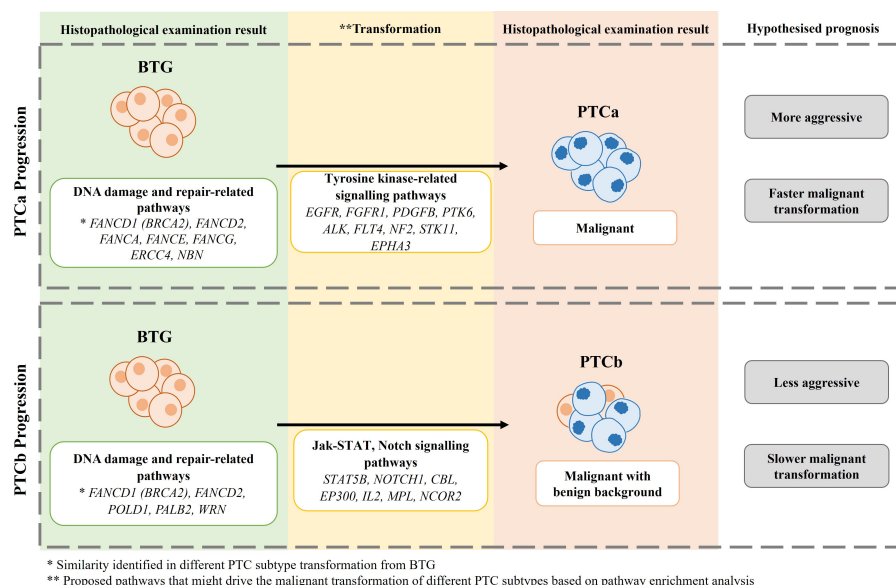 Histopathological examination result
**Transformation
Histopathological examination result
Hypothesised prognosis
PTCa Progression
BTG
DNA damage and repair-related
pathways
* FANCD1 (BRCA2), FANCD2,
FANCA, FANCE, FANCG,
ERCC4, NBN
Tyrosine kinase-related
signalling pathways
EGFR, FGFR1, PDGFB, PTK6,
ALK, FLT4, NF2, STK11,
EPHA3
PTCa
Malignant
More aggressive
Faster malignant
transformation
PTCb Progression
BTG
DNA damage and repair-related
pathways
* FANCD1 (BRCA2), FANCD2,
POLD1, PALB2, WRN
Jak-STAT, Notch signalling
pathways
STAT5B, NOTCH1, CBL,
EP300, IL2, MPL, NCOR2
PTCb
Malignant with
benign background
Less aggressive
Slower malignant
transformation
* Similarity identified in different PTC subtype transformation from BTG
** Proposed pathways that might drive the malignant transformation of different PTC subtypes based on pathway enrichment analysis